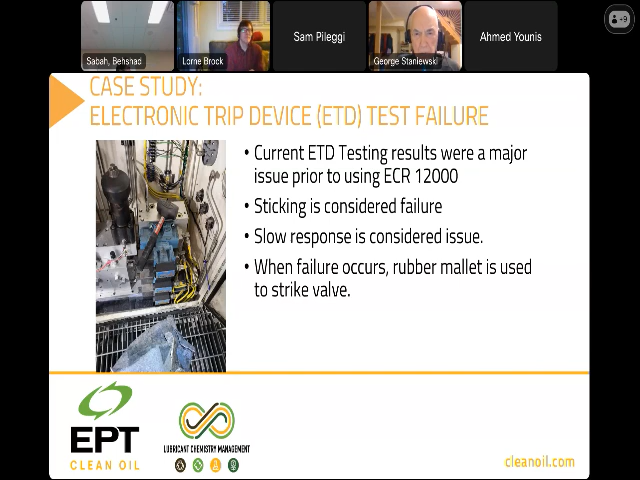 Sabah, Behshad
Lorne Brock
Sam Pileggi
George Staniewski
Ahmed Younis
+9
CASE STUDY:
ELECTRONIC TRIP DEVICE (ETD) TEST FAILURE
• Current ETD Testing results were a major
issue prior to using ECR 12000
• Sticking is considered failure
• Slow response is considered issue.
• When failure occurs, rubber mallet is used
to strike valve.
EPT
CLEAN OIL
LUBRICANT CHEMISTRY MANAGEMENT
cleanoil.com